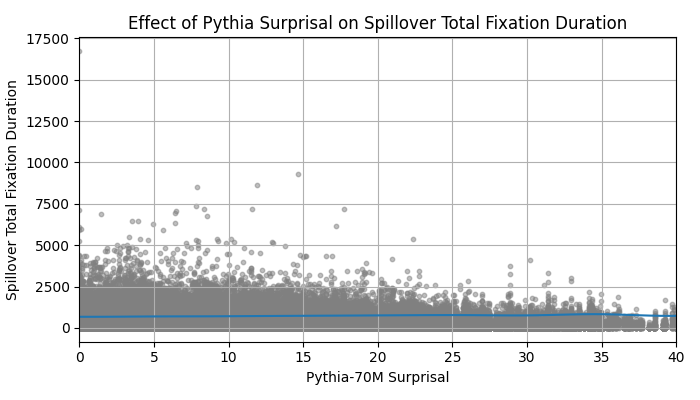 Effect of Pythia Surprisal on Spillover Total Fixation Duration
17500
15000
12500
10000
7500
5000
2500
0
Spillover Total Fixation Duration
0 5 10 15 20 25 30 35 40
Pythia-70M Surprisal